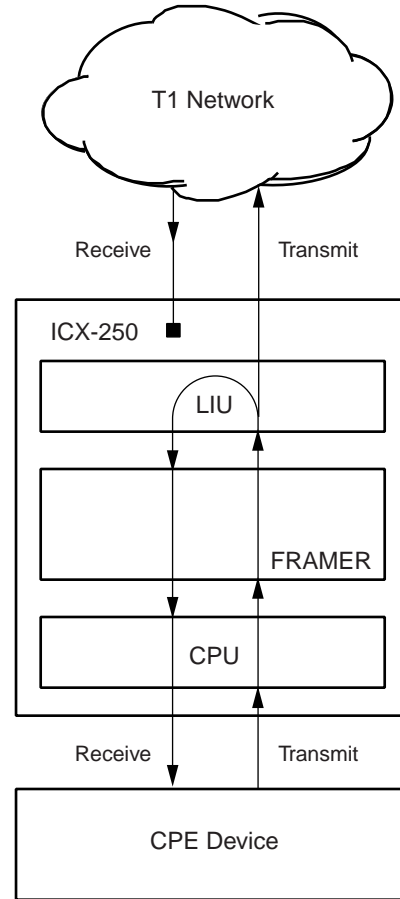 T1 Network
Receive Transmit
ICX-250
LIU
FRAMER
CPU
Receive Transmit
CPE Device